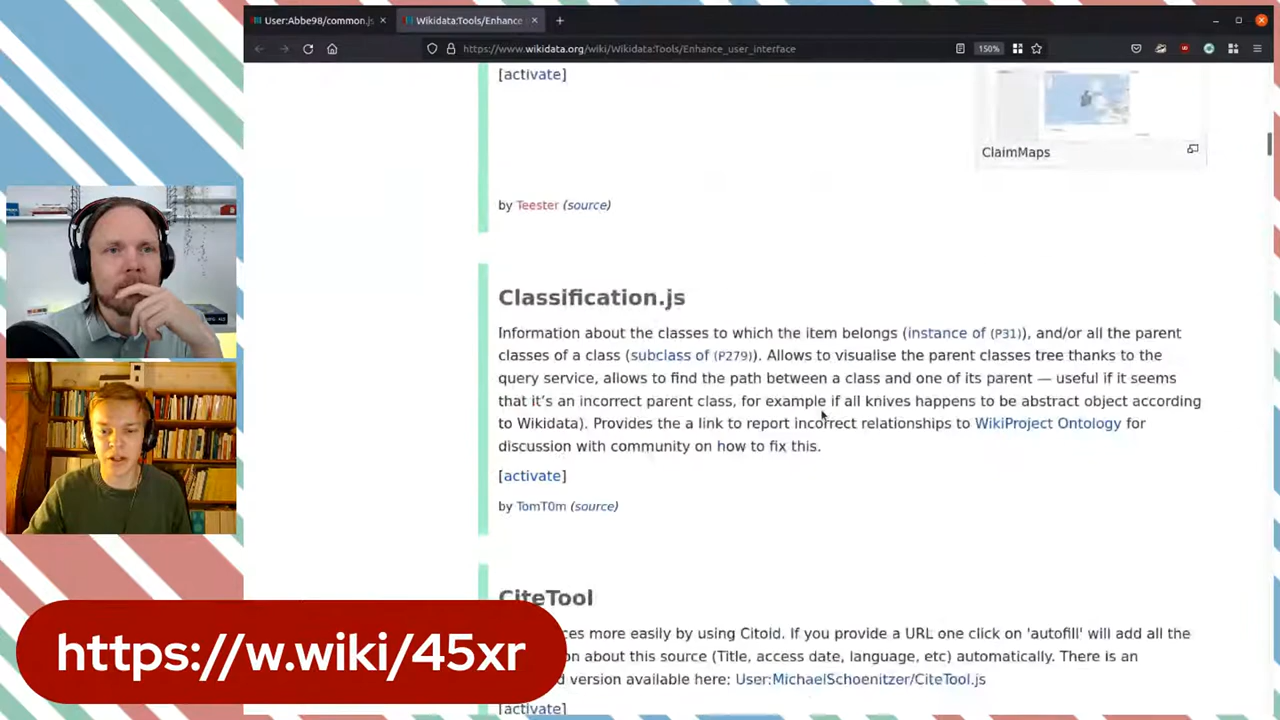 User:Abbe98/common.js
Wikidata:Tools/Enhance
https://www.wikidata.org/wiki/Wikidata:Tools/Enhance_user_interface
150%
[activate]
ClaimMaps
by Teester (source)
Classification.js
Information about the classes to which the item belongs (instance of (P31)), and/or all the parent
classes of a class (subclass of (P279)). Allows to visualise the parent classes tree thanks to the
query service, allows to find the path between a class and one of its parent — useful if it seems
that it's an incorrect parent class, for example if all knives happens to be abstract object according
to Wikidata). Provides the a link to report incorrect relationships to WikiProject Ontology for
discussion with community on how to fix this.
[activate]
by TomT0m (source)
CiteTool
ces more easily by using Citoid. If you provide a URL one click on 'autofill' will add all the
on about this source (Title, access date, language, etc) automatically. There is an
d version available here: User:MichaelSchoenitzer/CiteTool.js
[activate]
https://w.wiki/45xr